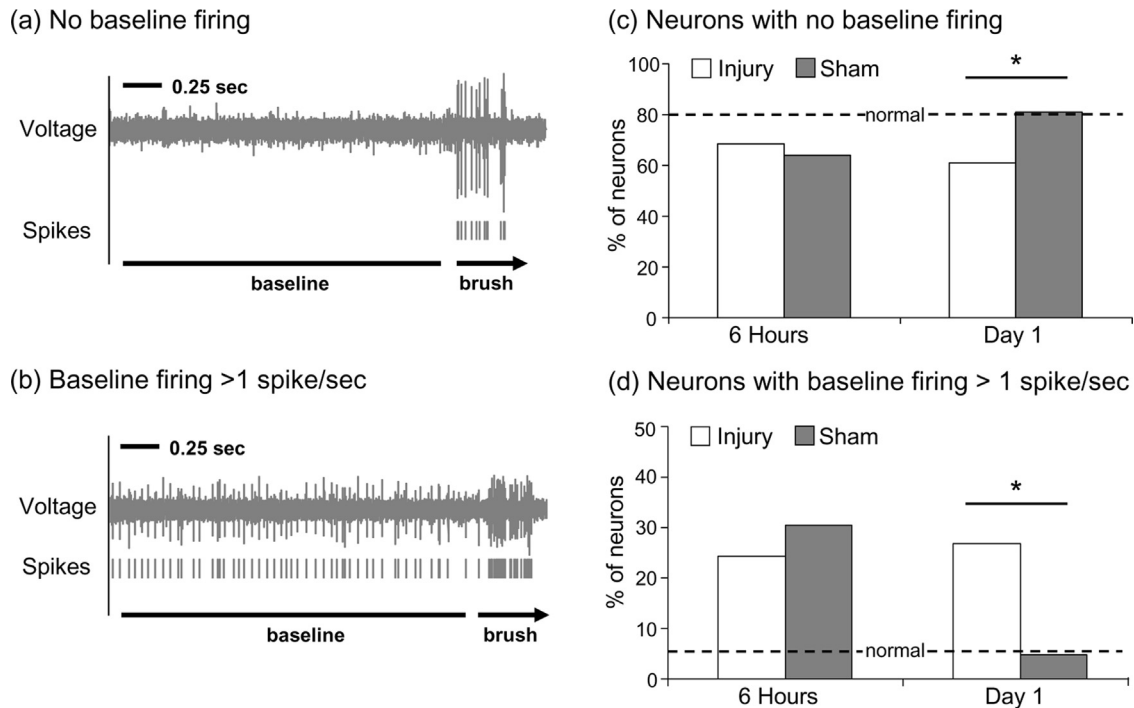 (a) No baseline firing
0.25 sec
Voltage
Spikes
baseline
brush
(b) Baseline firing >1 spike/sec
0.25 sec
Voltage
Spikes
baseline
brush
(c) Neurons with no baseline firing
% of neurons
100
80
60
40
20
0
Injury
Sham
*
normal
6 Hours
Day 1
(d) Neurons with baseline firing > 1 spike/sec
% of neurons
50
40
30
20
10
0
Injury
Sham
*
normal
6 Hours
Day 1